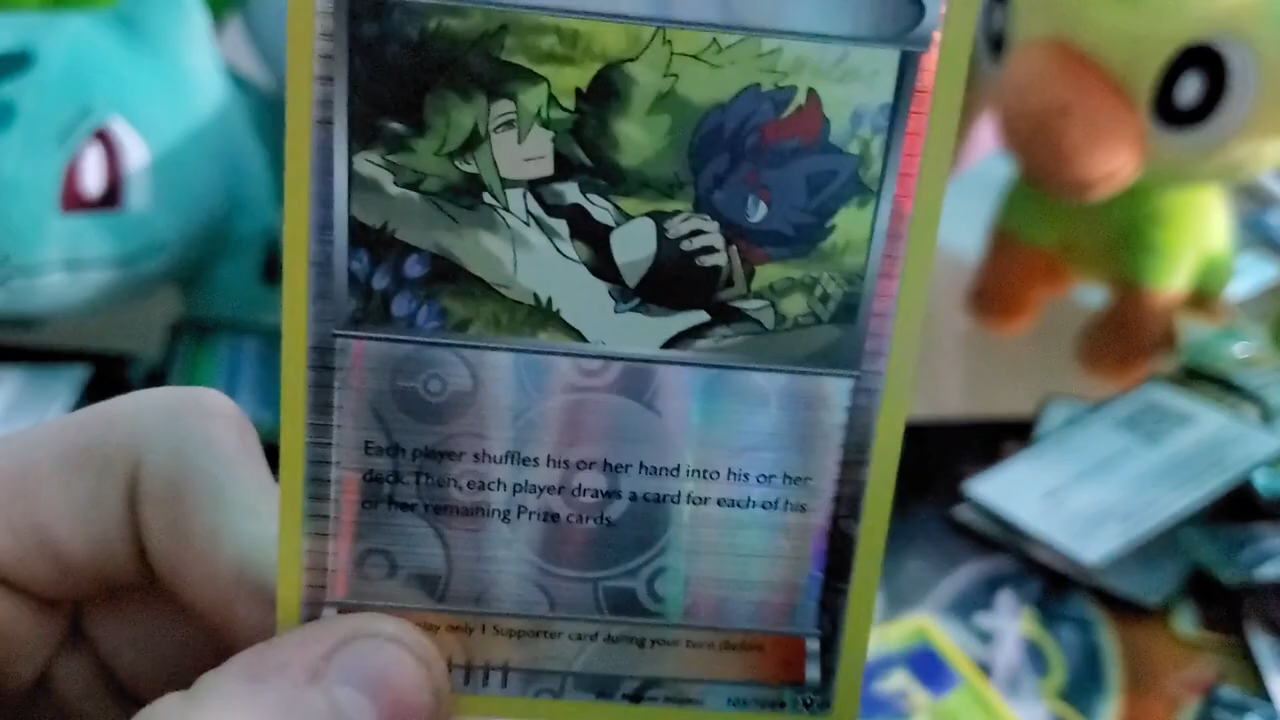 Each player shuffles his or her hand into his or her
deck. Then, each player draws a card for each of his
or her remaining Prize cards.
play only 1 Supporter card during your turn (before